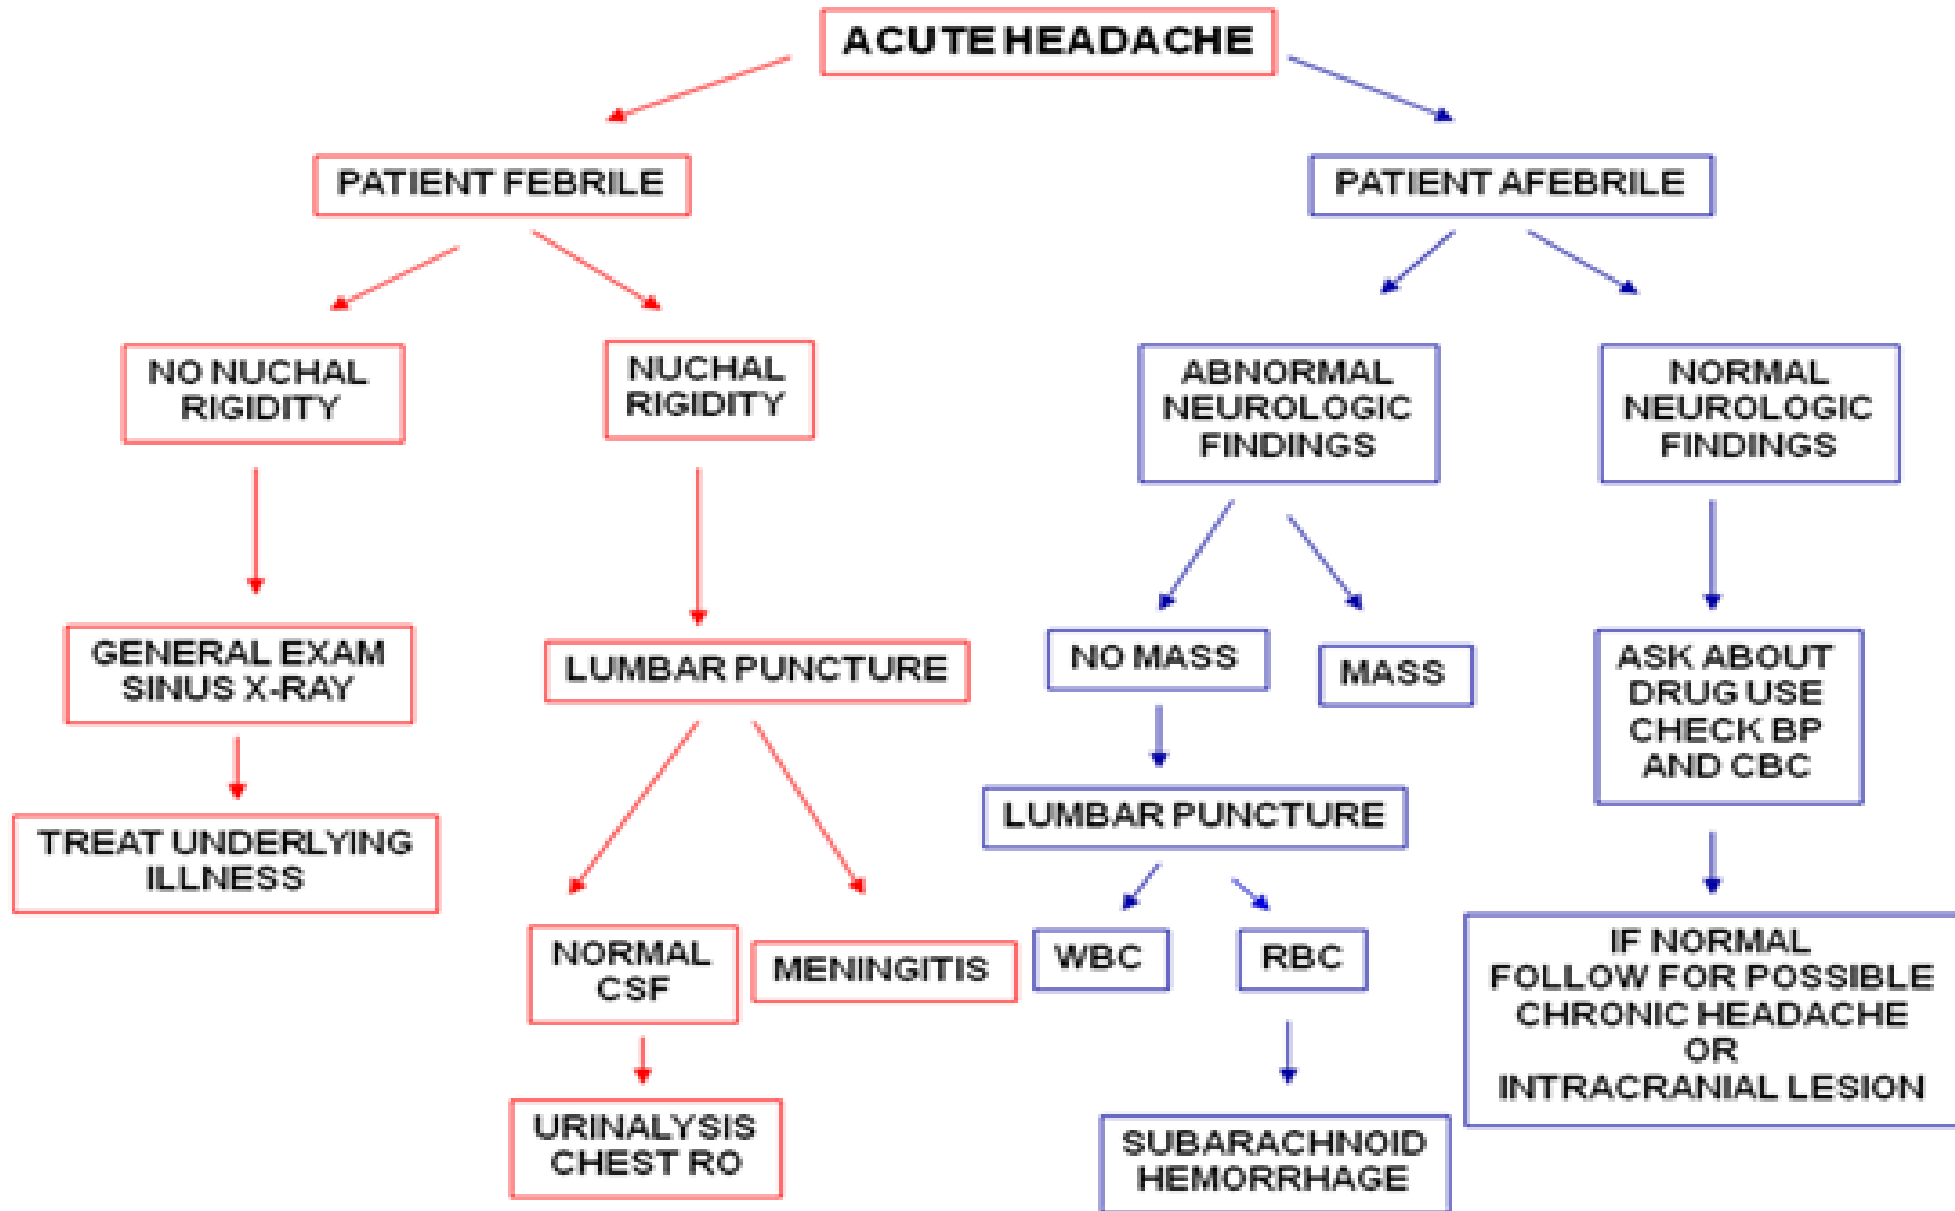 ACUTE HEADACHE
PATIENT FEBRILE
PATIENT AFEBRILE
NO NUCHAL
RIGIDITY
NUCHAL
RIGIDITY
ABNORMAL
NEUROLOGIC
FINDINGS
NORMAL
NEUROLOGIC
FINDINGS
GENERAL EXAM
SINUS X-RAY
LUMBAR PUNCTURE
NO MASS
MASS
ASK ABOUT
DRUG USE
CHECK BP
AND CBC
TREAT UNDERLYING
ILLNESS
LUMBAR PUNCTURE
NORMAL
CSF
MENINGITIS
WBC
RBC
IF NORMAL
FOLLOW FOR POSSIBLE
CHRONIC HEADACHE
OR
INTRACRANIAL LESION
URINALYSIS
CHEST RO
SUBARACHNOID
HEMORRHAGE